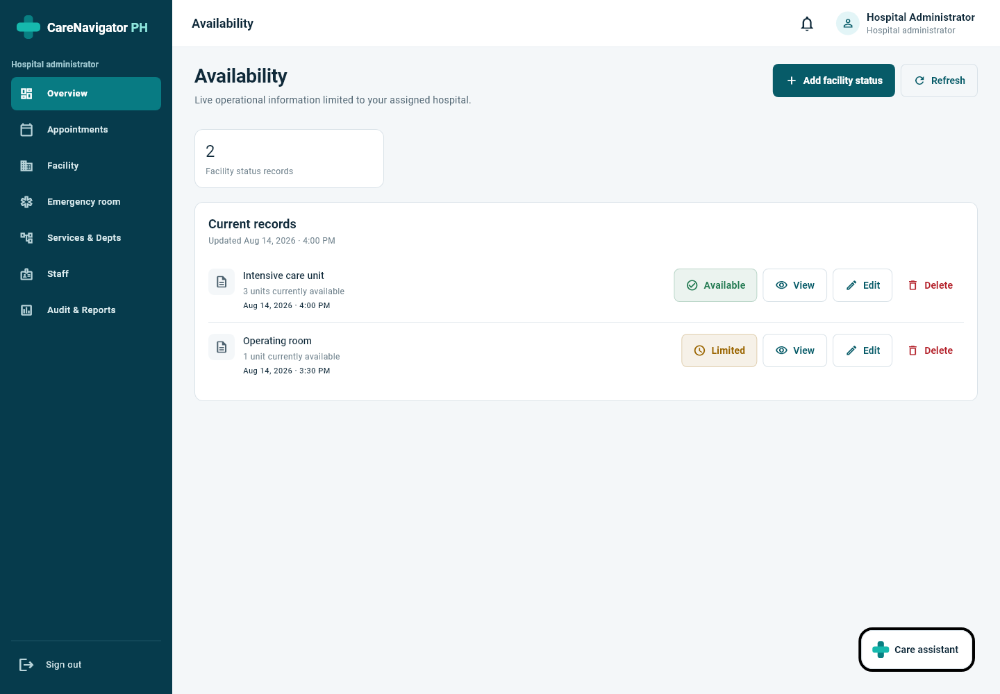 CareNavigator PH
Hospital administrator
Overview
Appointments
Facility
Emergency room
Services & Depts
Staff
Audit & Reports
Sign out
Availability
Hospital Administrator
Hospital administrator
Availability
Live operational information limited to your assigned hospital.
Add facility status
Refresh
2
Facility status records
Current records
Updated Aug 14, 2026 · 4:00 PM
Intensive care unit
3 units currently available
Aug 14, 2026 · 4:00 PM
Available
View
Edit
Delete
Operating room
1 unit currently available
Aug 14, 2026 · 3:30 PM
Limited
View
Edit
Delete
Care assistant